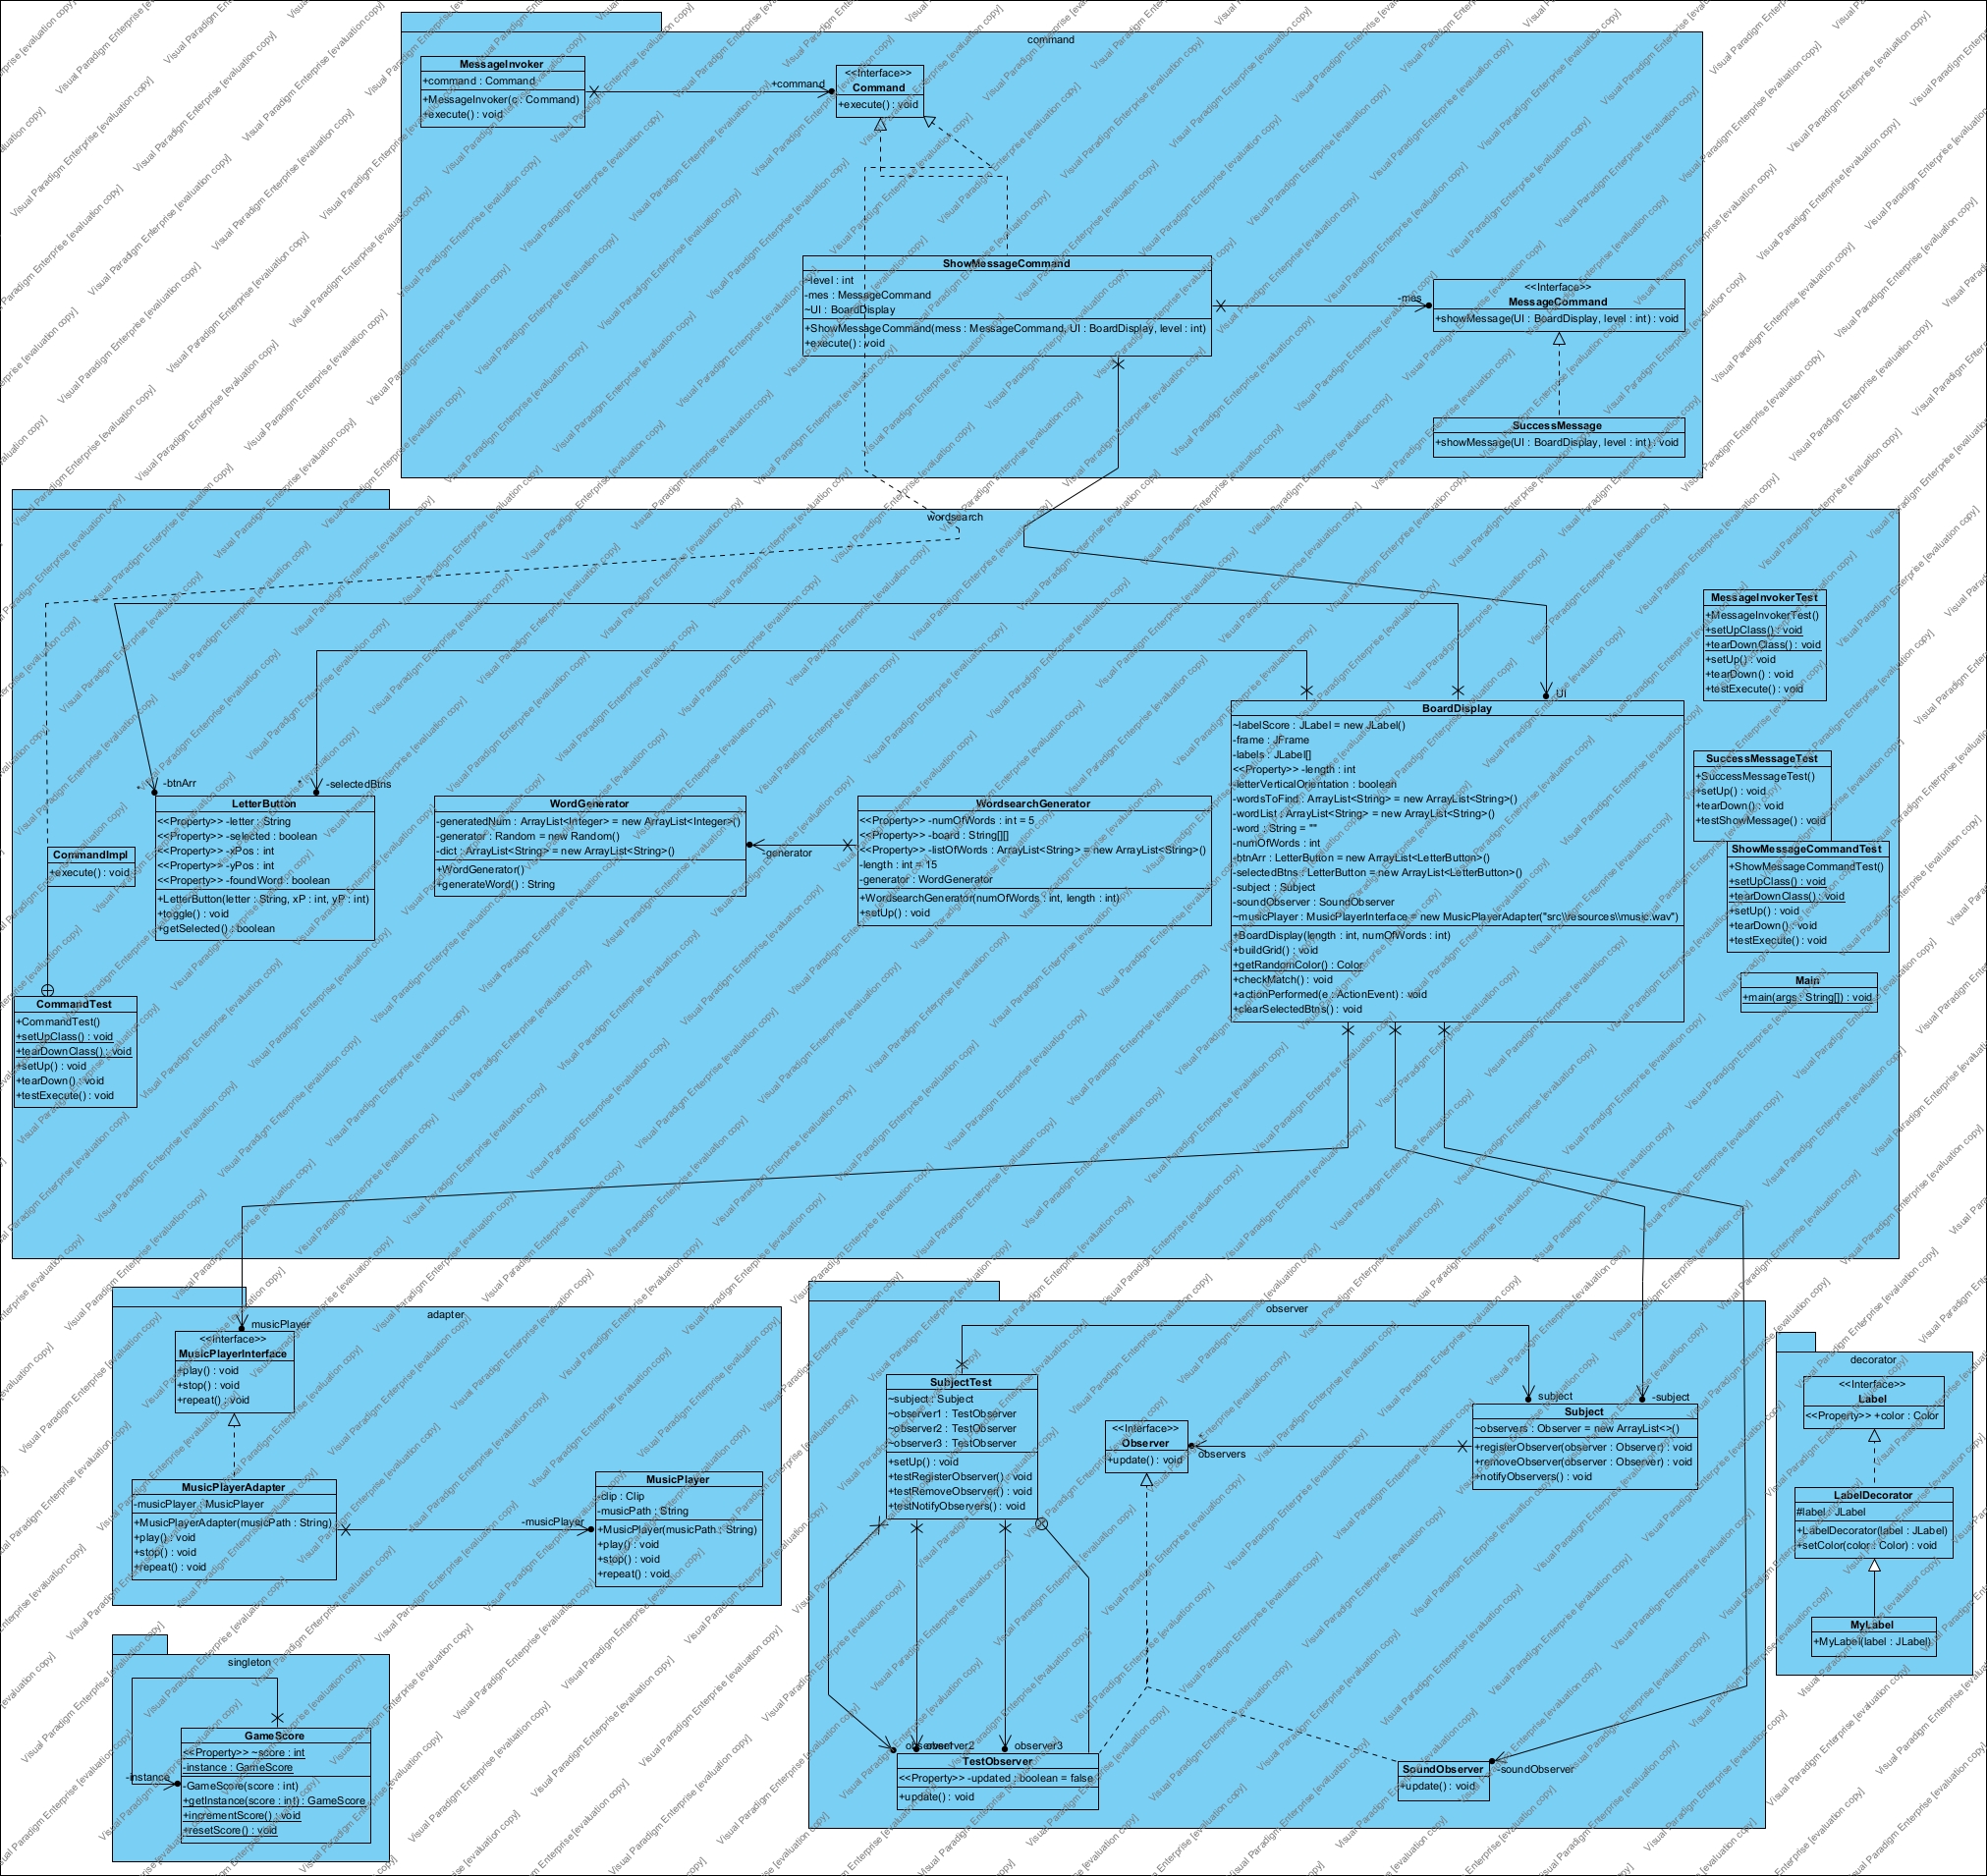 command
MessageInvoker
+command : Command
+MessageInvoker(c : Command)
+execute() : void
+command
<<Interface>>
Command
+execute() : void
ShowMessageCommand
~level : int
-mes : MessageCommand
~UI : BoardDisplay
+ShowMessageCommand(mess : MessageCommand, UI : BoardDisplay, level : int)
+execute() : void
-mes
<<Interface>>
MessageCommand
+showMessage(UI : BoardDisplay, level : int) : void
SuccessMessage
+showMessage(UI : BoardDisplay, level : int) : void
wordsearch
MessageInvokerTest
+MessageInvokerTest()
+setUpClass() : void
+tearDownClass() : void
+setUp() : void
+tearDown() : void
+testExecute() : void
UI
BoardDisplay
~labelScore : JLabel = new JLabel()
-frame : JFrame
-labels : JLabel[]
<<Property>> -length : int
-letterVerticalOrientation : boolean
-wordsToFind : ArrayList<String> = new ArrayList<String>()
-wordList : ArrayList<String> = new ArrayList<String>()
-word : String = ""
-numOfWords : int
-btnArr : LetterButton = new ArrayList<LetterButton>()
-selectedBtns : LetterButton = new ArrayList<LetterButton>()
-subject : Subject
-soundObserver : SoundObserver
~musicPlayer : MusicPlayerInterface = new MusicPlayerAdapter("src\\resources\\music.wav")
+BoardDisplay(length : int, numOfWords : int)
+buildGrid() : void
+getRandomColor() : Color
+checkMatch() : void
+actionPerformed(e : ActionEvent) : void
+clearSelectedBtns() : void
SuccessMessageTest
+SuccessMessageTest()
+setUp() : void
+tearDown() : void
+testShowMessage() : void
ShowMessageCommandTest
+ShowMessageCommandTest()
+setUpClass() : void
+tearDownClass() : void
+setUp() : void
+tearDown() : void
+testExecute() : void
Main
+main(args : String[]) : void
*
-btnArr
*
-selectedBtns
LetterButton
<<Property>> -letter : String
<<Property>> -selected : boolean
<<Property>> -xPos : int
<<Property>> -yPos : int
<<Property>> -foundWord : boolean
+LetterButton(letter : String, xP : int, yP : int)
+toggle() : void
+getSelected() : boolean
WordGenerator
-generatedNum : ArrayList<Integer> = new ArrayList<Integer>()
-generator : Random = new Random()
-dict : ArrayList<String> = new ArrayList<String>()
+WordGenerator()
+generateWord() : String
-generator
WordsearchGenerator
<<Property>> -numOfWords : int = 5
<<Property>> -board : String[][]
<<Property>> -listOfWords : ArrayList<String> = new ArrayList<String>()
-length : int = 15
-generator : WordGenerator
+WordsearchGenerator(numOfWords : int, length : int)
+setUp() : void
CommandImpl
+execute() : void
CommandTest
+CommandTest()
+setUpClass() : void
+tearDownClass() : void
+setUp() : void
+tearDown() : void
+testExecute() : void
adapter
musicPlayer
<<Interface>>
MusicPlayerInterface
+play() : void
+stop() : void
+repeat() : void
MusicPlayerAdapter
-musicPlayer : MusicPlayer
+MusicPlayerAdapter(musicPath : String)
+play() : void
+stop() : void
+repeat() : void
-musicPlayer
MusicPlayer
-clip : Clip
-musicPath : String
+MusicPlayer(musicPath : String)
+play() : void
+stop() : void
+repeat() : void
observer
SubjectTest
~subject : Subject
~observer1 : TestObserver
~observer2 : TestObserver
~observer3 : TestObserver
+setUp() : void
+testRegisterObserver() : void
+testRemoveObserver() : void
+testNotifyObservers() : void
<<Interface>>
Observer
+update() : void
*
observers
subject
-subject
Subject
~observers : Observer = new ArrayList<>()
+registerObserver(observer : Observer) : void
+removeObserver(observer : Observer) : void
+notifyObservers() : void
observer1
observer2
observer3
TestObserver
<<Property>> -updated : boolean = false
+update() : void
SoundObserver
+update() : void
-soundObserver
decorator
<<Interface>>
Label
<<Property>> +color : Color
LabelDecorator
#label : JLabel
+LabelDecorator(label : JLabel)
+setColor(color : Color) : void
MyLabel
+MyLabel(label : JLabel)
singleton
-instance
GameScore
<<Property>> ~score : int
-instance : GameScore
-GameScore(score : int)
+getInstance(score : int) : GameScore
+incrementScore() : void
+resetScore() : void
Visual Paradigm Enterprise [evaluation copy]